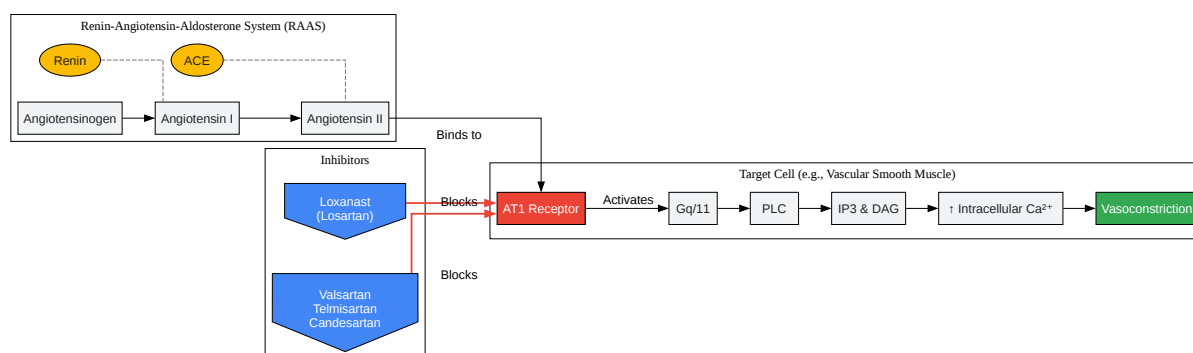 Renin-Angiotensin-Aldosterone System (RAAS)
Renin
ACE
Angiotensinogen
Angiotensin I
Angiotensin II
Binds to
Inhibitors
Loxanast
(Losartan)
Blocks
Valsartan
Telmisartan
Candesartan
Blocks
Target Cell (e.g., Vascular Smooth Muscle)
AT1 Receptor
Activates
Gq/11
PLC
IP3 & DAG
↑ Intracellular Ca²⁺
Vasoconstriction